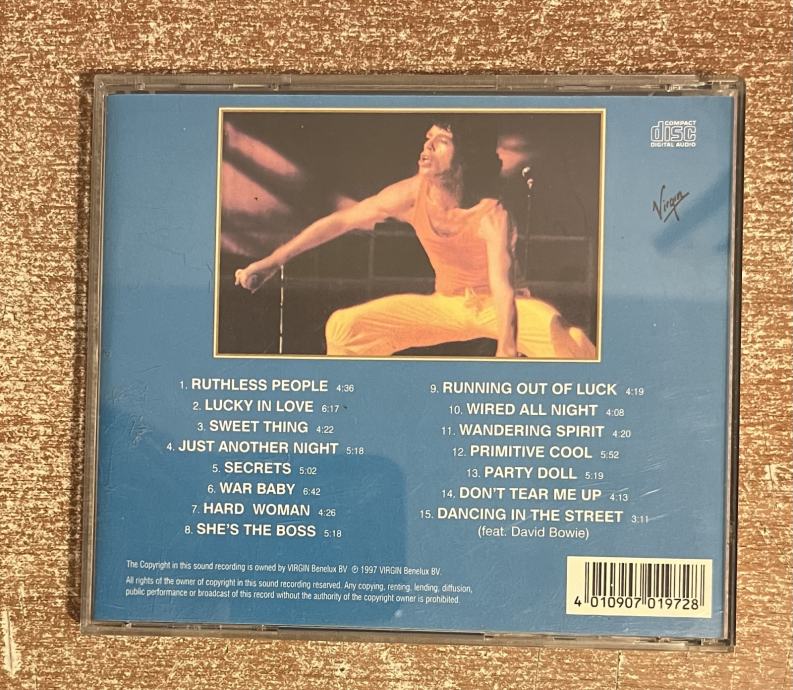 COMPACT
disc
DIGITAL AUDIO
Virgin
1. RUTHLESS PEOPLE 4:36
2. LUCKY IN LOVE 6:17
3. SWEET THING 4:22
4. JUST ANOTHER NIGHT 5:18
5. SECRETS 5:02
6. WAR BABY 6:42
7. HARD WOMAN 4:26
8. SHE'S THE BOSS 5:18
9. RUNNING OUT OF LUCK 4:19
10. WIRED ALL NIGHT 4:08
11. WANDERING SPIRIT 4:20
12. PRIMITIVE COOL 5:52
13. PARTY DOLL 5:19
14. DON'T TEAR ME UP 4:13
15. DANCING IN THE STREET 3:11
(feat. David Bowie)
The Copyright in this sound recording is owned by VIRGIN Benelux BV ℗ 1997 VIRGIN Benelux BV.
All rights of the owner of copyright in this sound recording reserved. Any copying, renting, lending, diffusion,
public performance or broadcast of this record without the authority of the copyright owner is prohibited.
4 010907 019728